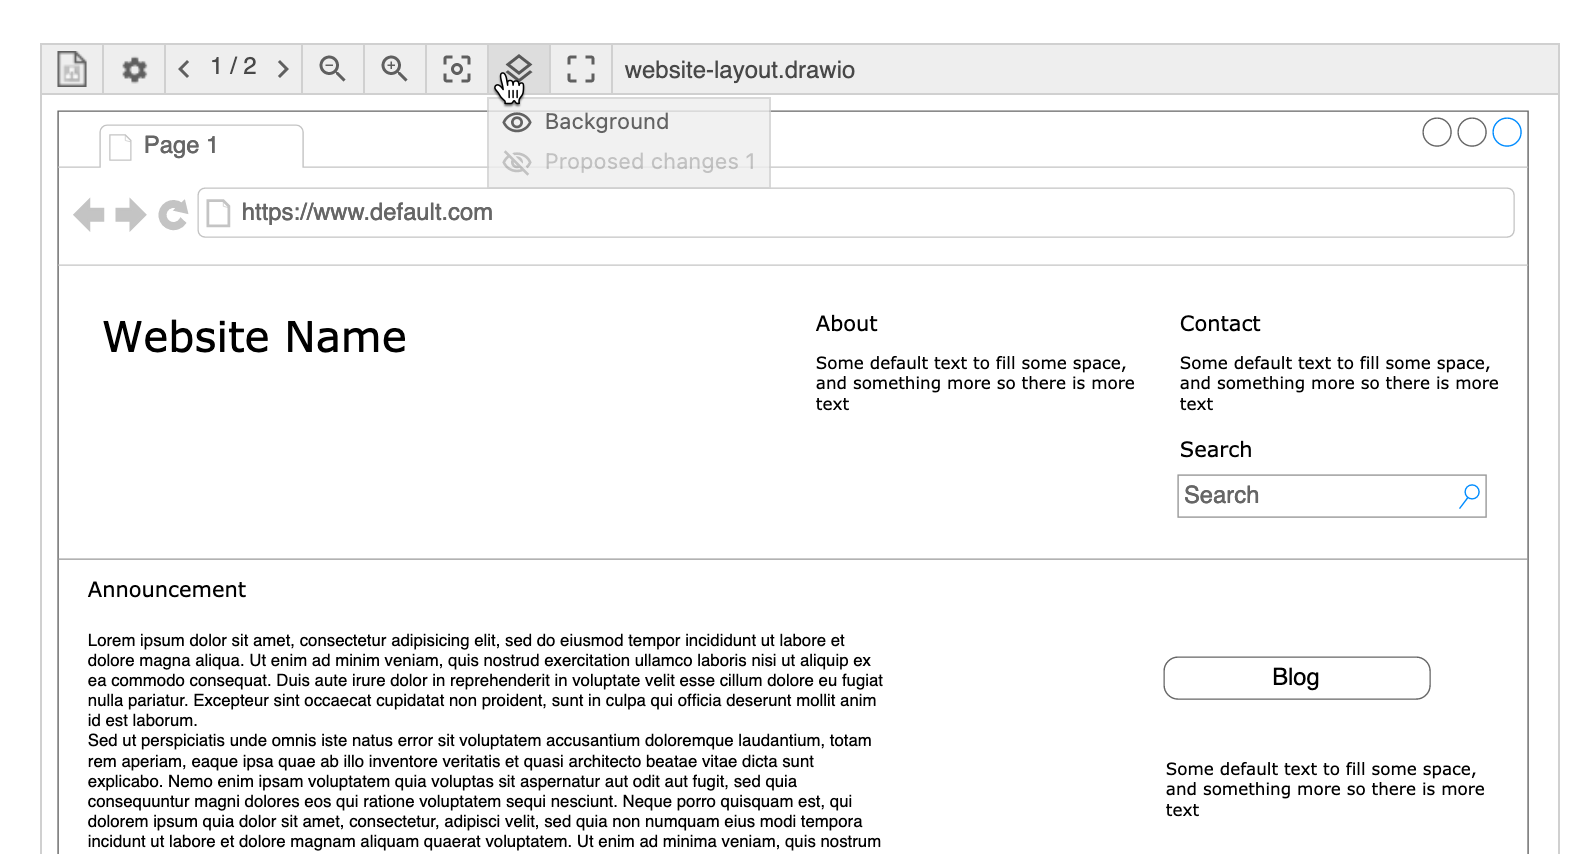 1 / 2
website-layout.drawio
Background
Proposed changes 1
Page 1
https://www.default.com
Website Name
About
Some default text to fill some space,
and something more so there is more
text
Contact
Some default text to fill some space,
and something more so there is more
text
Search
Search
Announcement
Lorem ipsum dolor sit amet, consectetur adipisicing elit, sed do eiusmod tempor incididunt ut labore et
dolore magna aliqua. Ut enim ad minim veniam, quis nostrud exercitation ullamco laboris nisi ut aliquip ex
ea commodo consequat. Duis aute irure dolor in reprehenderit in voluptate velit esse cillum dolore eu fugiat
nulla pariatur. Excepteur sint occaecat cupidatat non proident, sunt in culpa qui officia deserunt mollit anim
id est laborum.
Sed ut perspiciatis unde omnis iste natus error sit voluptatem accusantium doloremque laudantium, totam
rem aperiam, eaque ipsa quae ab illo inventore veritatis et quasi architecto beatae vitae dicta sunt
explicabo. Nemo enim ipsam voluptatem quia voluptas sit aspernatur aut odit aut fugit, sed quia
consequuntur magni dolores eos qui ratione voluptatem sequi nesciunt. Neque porro quisquam est, qui
dolorem ipsum quia dolor sit amet, consectetur, adipisci velit, sed quia non numquam eius modi tempora
incidunt ut labore et dolore magnam aliquam quaerat voluptatem. Ut enim ad minima veniam, quis nostrum
Blog
Some default text to fill some space,
and something more so there is more
text